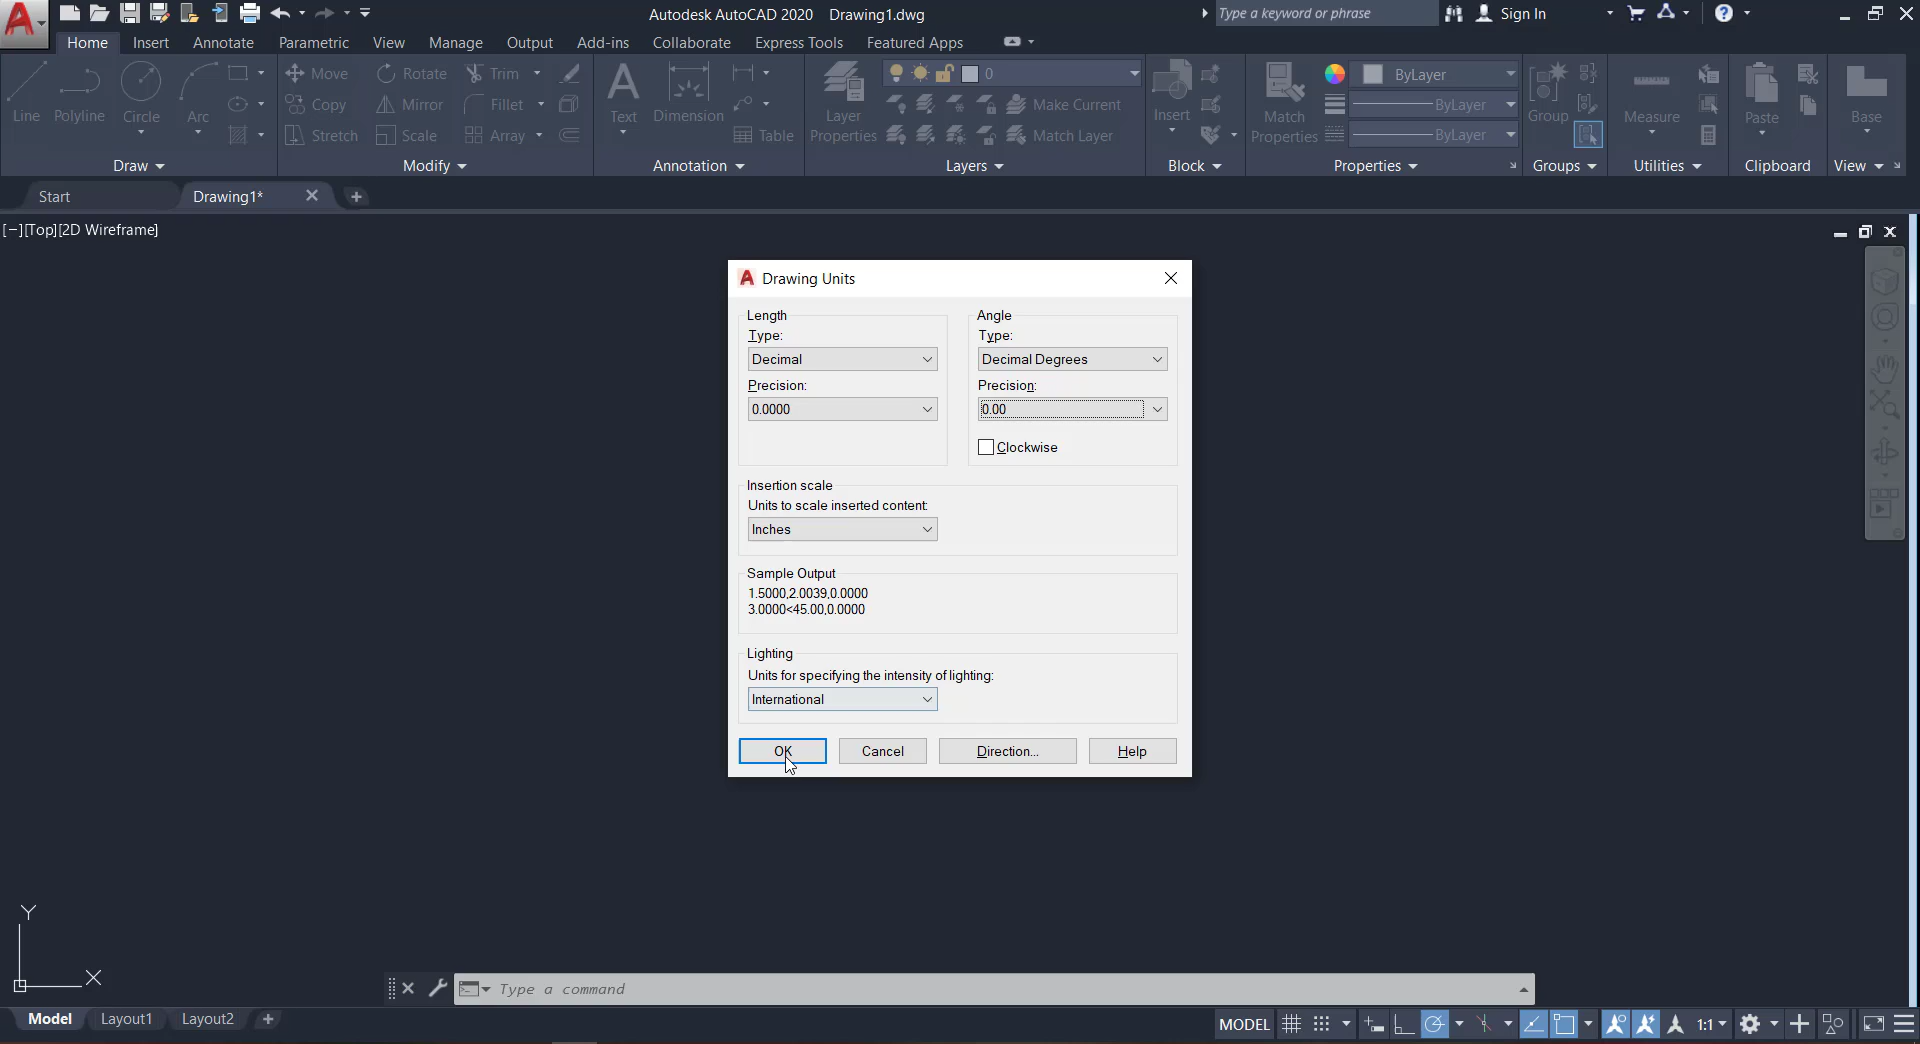 Autodesk AutoCAD 2020 Drawing1.dwg
Type a keyword or phrase
Sign In
Home Insert Annotate Parametric View Manage Output Add-ins Collaborate Express Tools Featured Apps
Line
Polyline
Circle
Arc
Draw
Move
Rotate
Trim
Copy
Mirror
Fillet
Stretch
Scale
Array
Modify
Text
Dimension
Table
Annotation
Layer
Properties
0
Make Current
Match Layer
Layers
Insert
Block
Match
Properties
ByLayer
ByLayer
ByLayer
Properties
Group
Groups
Measure
Utilities
Paste
Clipboard
Base
View
Start
Drawing1*
[−][Top][2D Wireframe]
Drawing Units
Length
Type:
Decimal
Precision:
0.0000
Angle
Type:
Decimal Degrees
Precision:
0.00
Clockwise
Insertion scale
Units to scale inserted content:
Inches
Sample Output
1.5000,2.0039,0.0000
3.0000<45.00,0.0000
Lighting
Units for specifying the intensity of lighting:
International
OK Cancel Direction... Help
Y
X
Type a command
Model Layout1 Layout2
MODEL
1:1